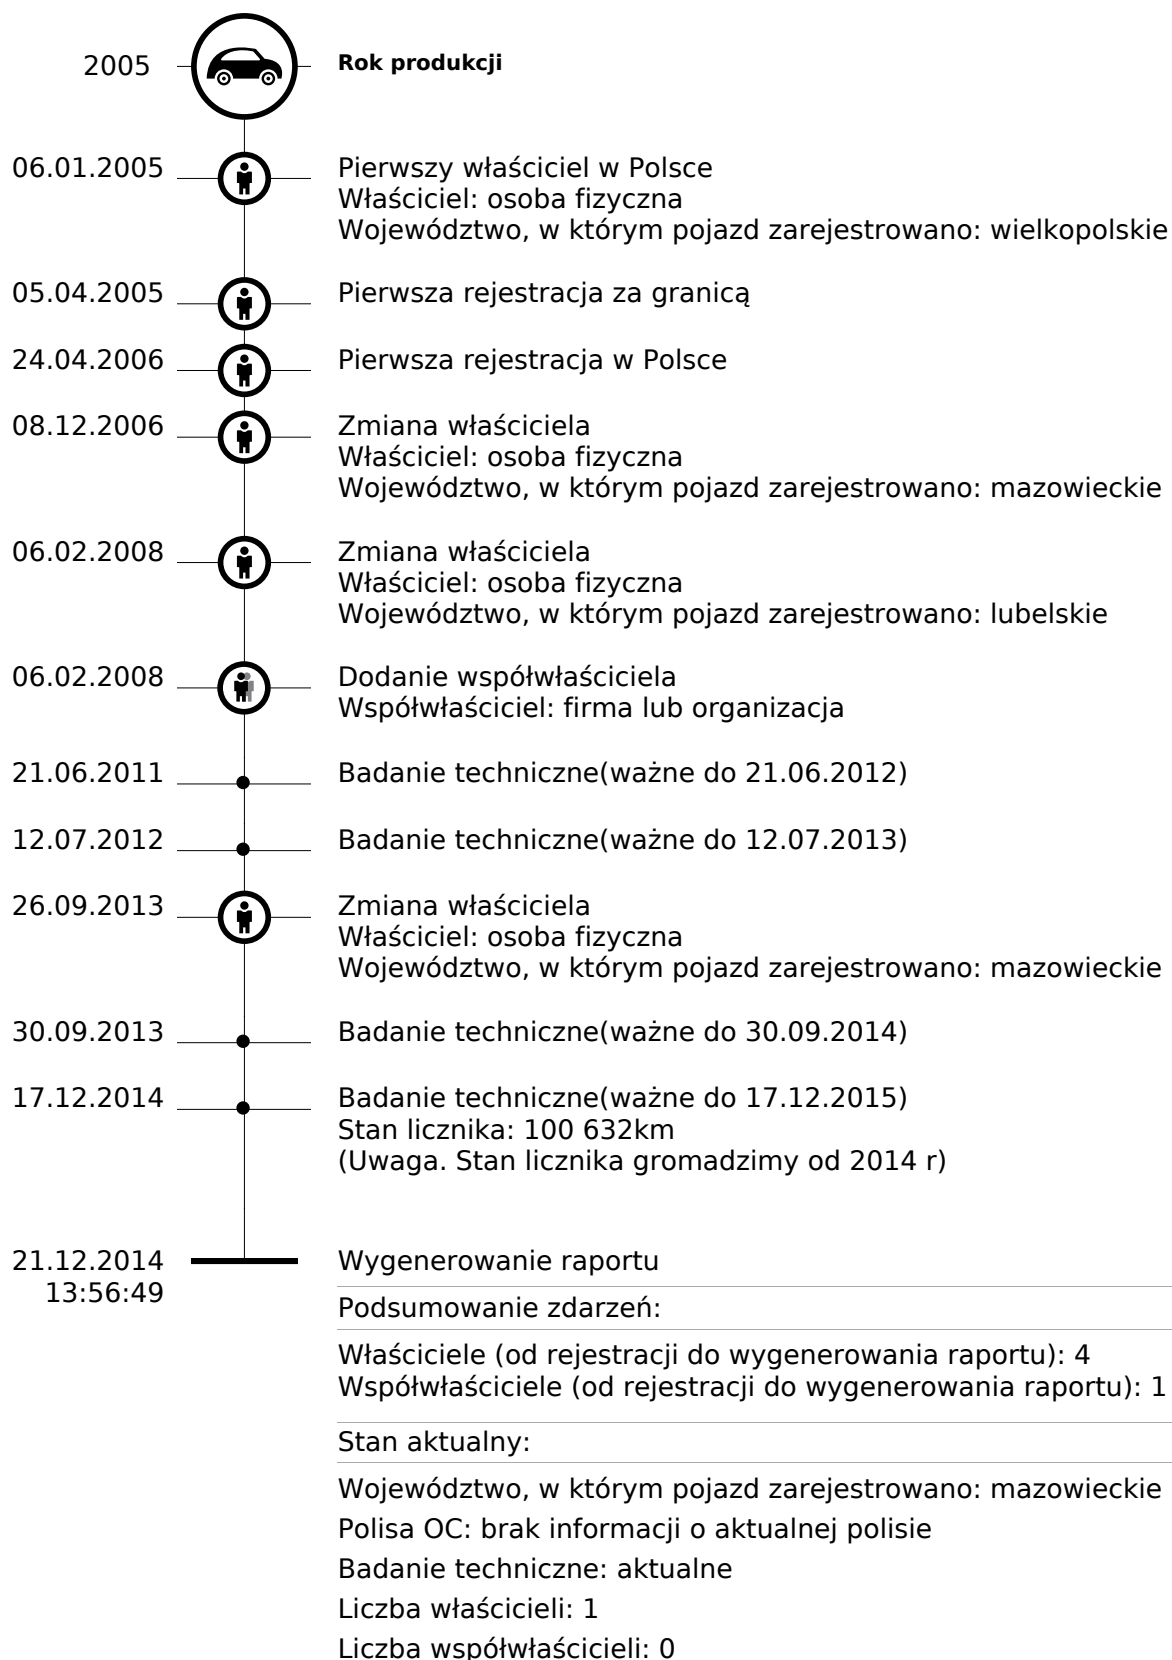 2005
Rok produkcji
06.01.2005
Pierwszy właściciel w Polsce
Właściciel: osoba fizyczna
Województwo, w którym pojazd zarejestrowano: wielkopolskie
05.04.2005
Pierwsza rejestracja za granicą
24.04.2006
Pierwsza rejestracja w Polsce
08.12.2006
Zmiana właściciela
Właściciel: osoba fizyczna
Województwo, w którym pojazd zarejestrowano: mazowieckie
06.02.2008
Zmiana właściciela
Właściciel: osoba fizyczna
Województwo, w którym pojazd zarejestrowano: lubelskie
06.02.2008
Dodanie współwłaściciela
Współwłaściciel: firma lub organizacja
21.06.2011
Badanie techniczne(ważne do 21.06.2012)
12.07.2012
Badanie techniczne(ważne do 12.07.2013)
26.09.2013
Zmiana właściciela
Właściciel: osoba fizyczna
Województwo, w którym pojazd zarejestrowano: mazowieckie
30.09.2013
Badanie techniczne(ważne do 30.09.2014)
17.12.2014
Badanie techniczne(ważne do 17.12.2015)
Stan licznika: 100 632km
(Uwaga. Stan licznika gromadzimy od 2014 r)
21.12.2014
13:56:49
Wygenerowanie raportu
Podsumowanie zdarzeń:
Właściciele (od rejestracji do wygenerowania raportu): 4
Współwłaściciele (od rejestracji do wygenerowania raportu): 1
Stan aktualny:
Województwo, w którym pojazd zarejestrowano: mazowieckie
Polisa OC: brak informacji o aktualnej polisie
Badanie techniczne: aktualne
Liczba właścicieli: 1
Liczba współwłaścicieli: 0